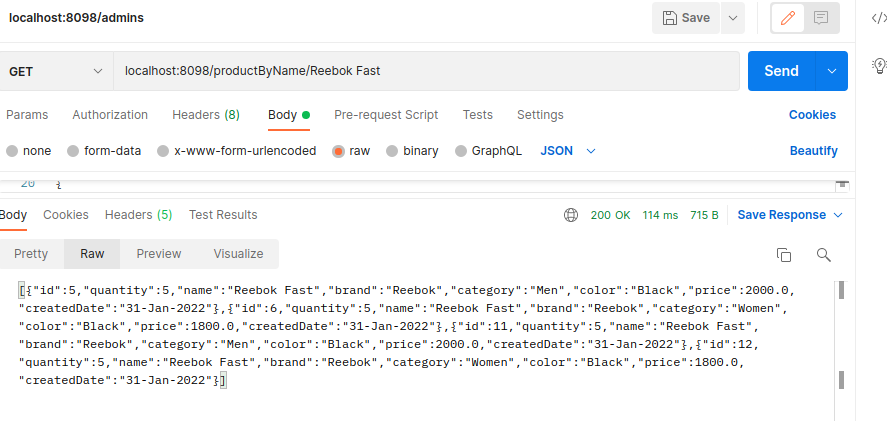 localhost:8098/admins
Save
GET
localhost:8098/productByName/Reebok Fast
Send
Params Authorization Headers (8) Body Pre-request Script Tests Settings Cookies
none form-data x-www-form-urlencoded raw binary GraphQL JSON Beautify
20 {
Body Cookies Headers (5) Test Results 200 OK 114 ms 715 B Save Response
Pretty Raw Preview Visualize
[{"id":5,"quantity":5,"name":"Reebok Fast","brand":"Reebok","category":"Men","color":"Black","price":2000.0,
"createdDate":"31-Jan-2022"},{"id":6,"quantity":5,"name":"Reebok Fast","brand":"Reebok","category":"Women",
"color":"Black","price":1800.0,"createdDate":"31-Jan-2022"},{"id":11,"quantity":5,"name":"Reebok Fast",
"brand":"Reebok","category":"Men","color":"Black","price":2000.0,"createdDate":"31-Jan-2022"},{"id":12,
"quantity":5,"name":"Reebok Fast","brand":"Reebok","category":"Women","color":"Black","price":1800.0,
"createdDate":"31-Jan-2022"}]